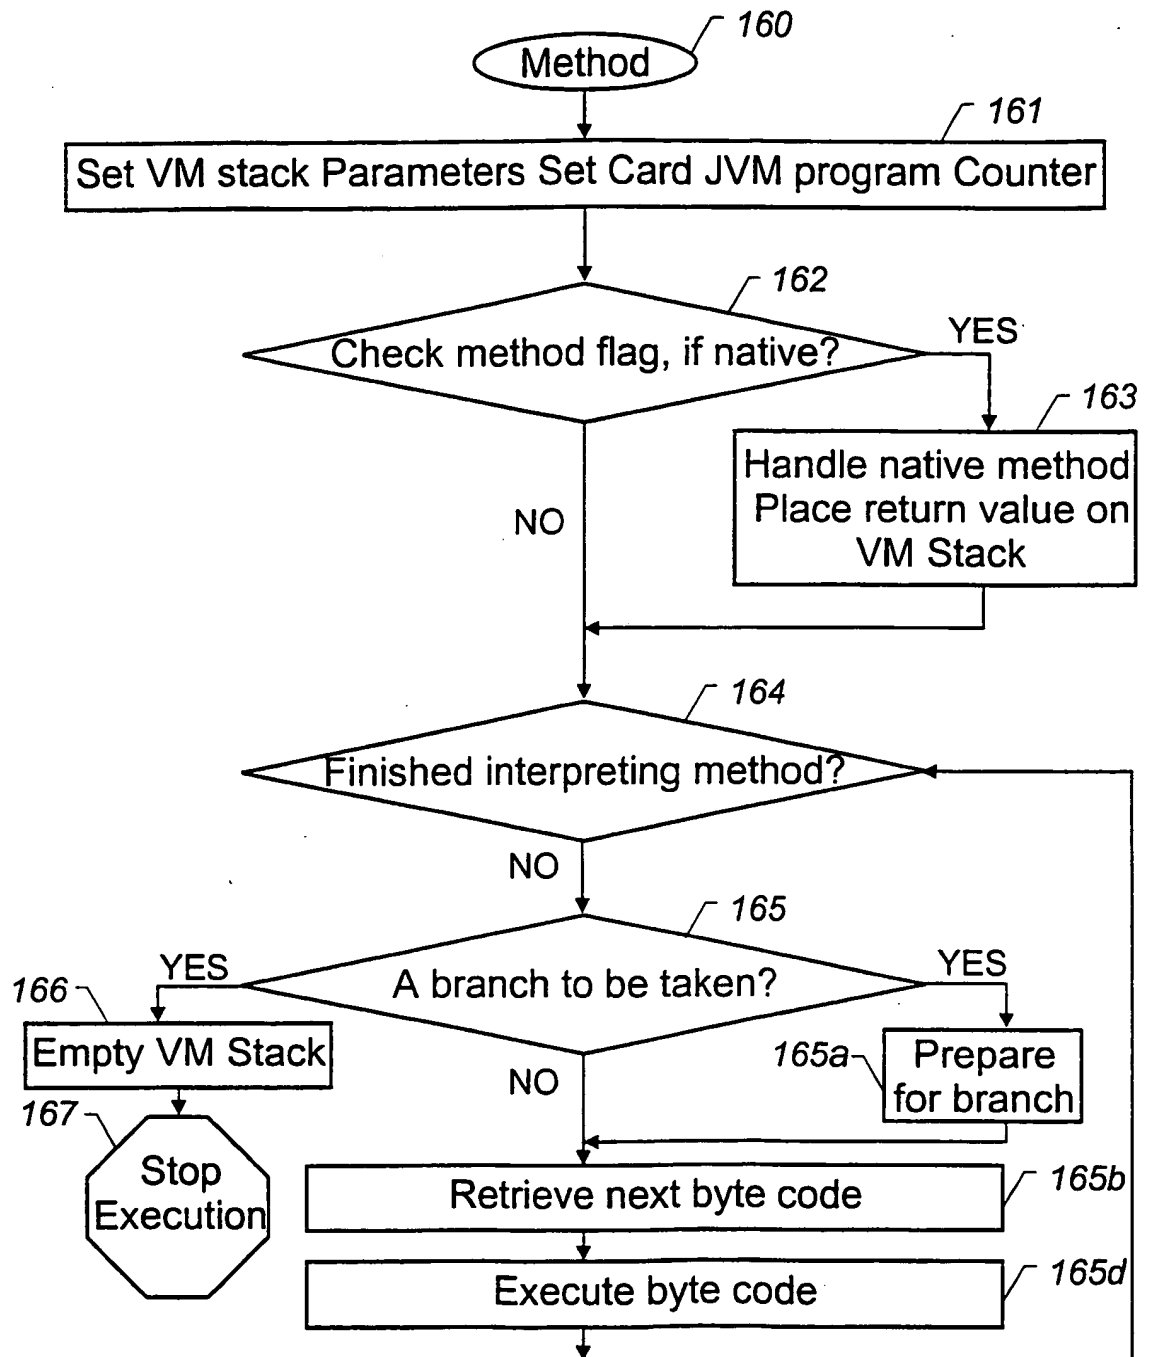 160
Method
161
Set VM stack Parameters Set Card JVM program Counter
162
Check method flag, if native?
YES
163
Handle native method
Place return value on
VM Stack
NO
164
Finished interpreting method?
NO
165
A branch to be taken?
YES
YES
166
Empty VM Stack
165a
Prepare
for branch
NO
167
Stop
Execution
165b
Retrieve next byte code
165d
Execute byte code